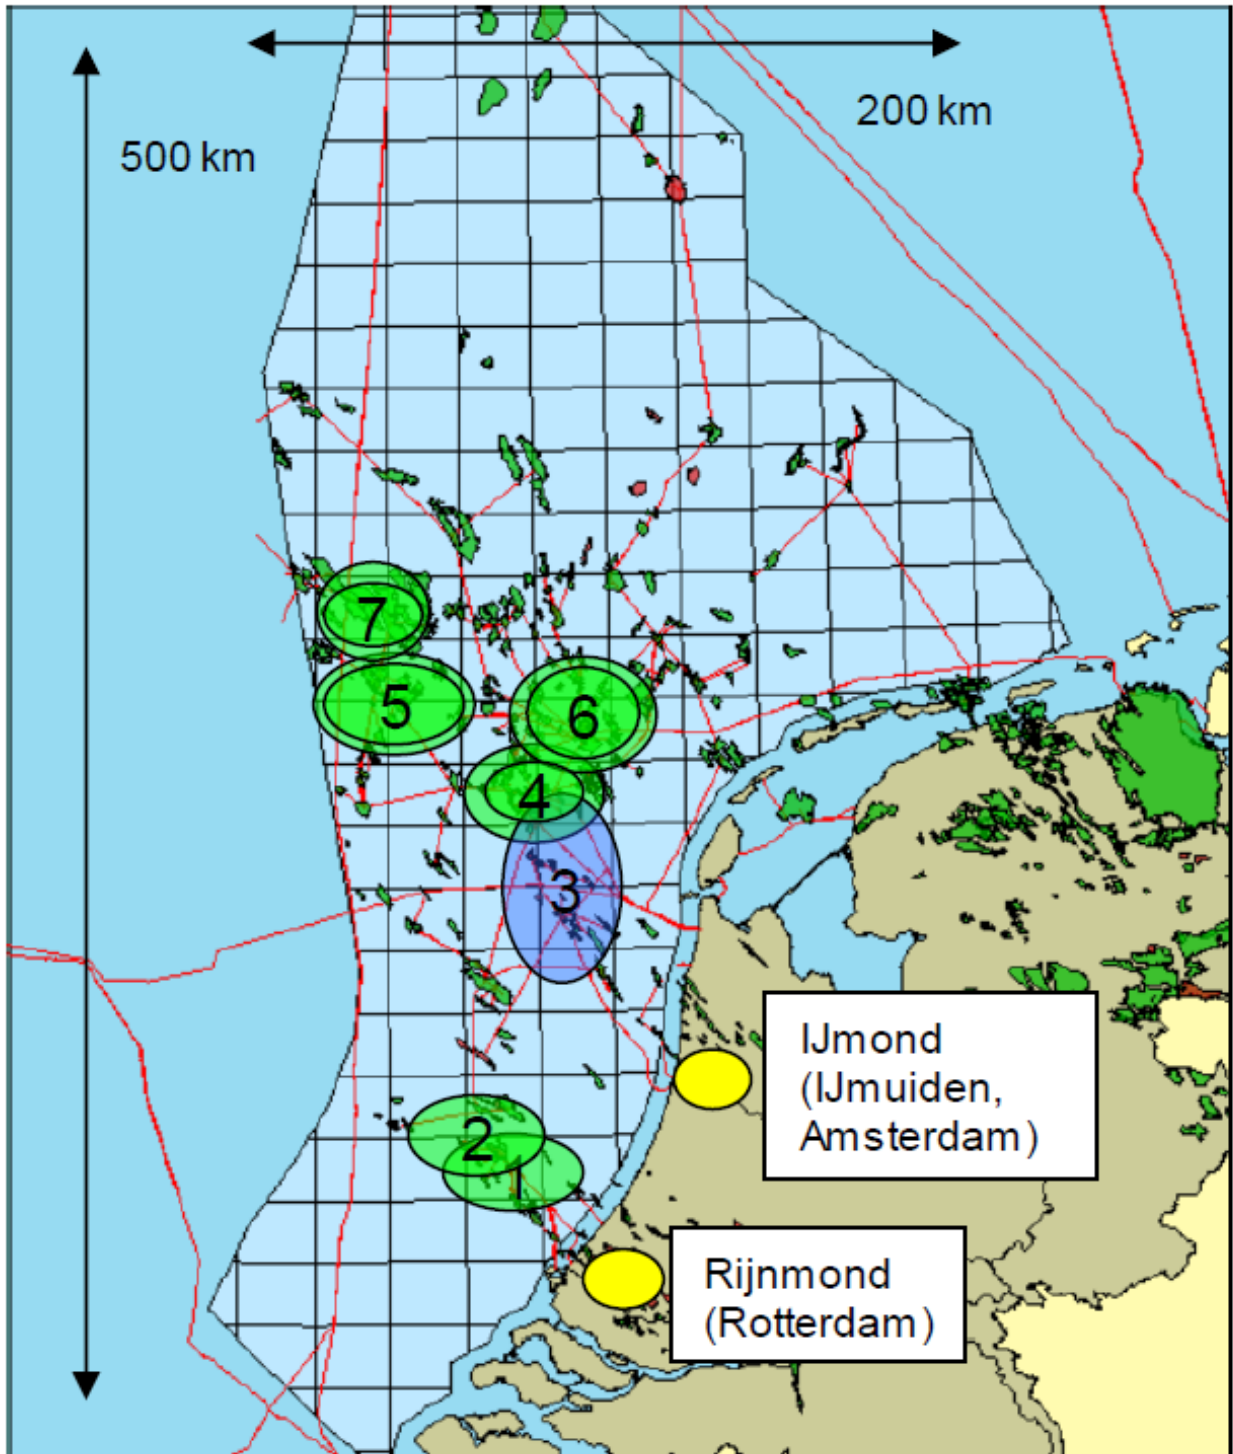 200 km
500 km
7
5
6
4
3
2
1
IJmond
(IJmuiden,
Amsterdam)
Rijnmond
(Rotterdam)